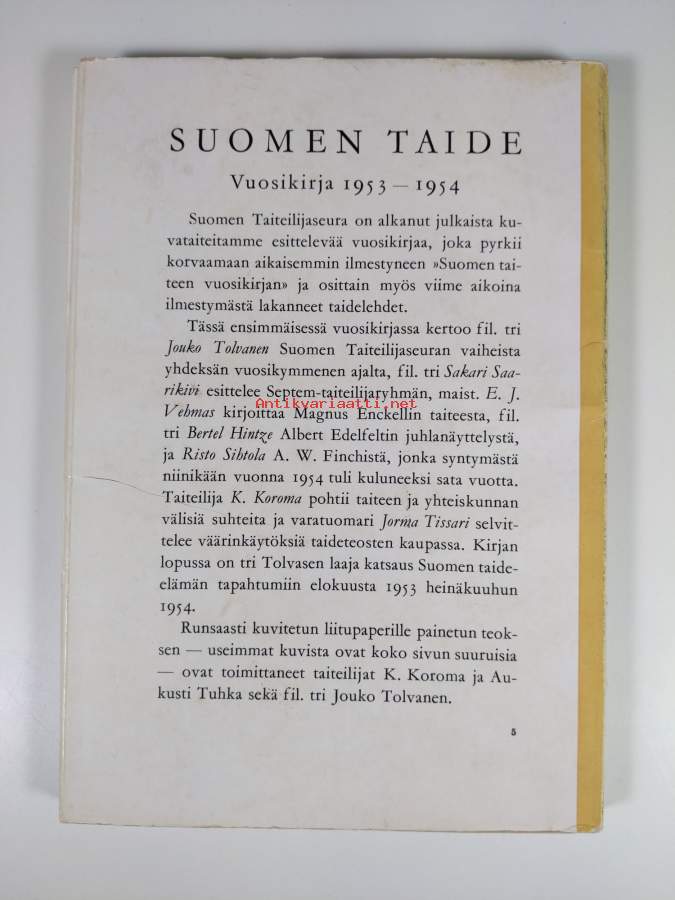 SUOMEN TAIDE
Vuosikirja 1953 — 1954
Suomen Taiteilijaseura on alkanut julkaista ku-
vataiteitamme esittelevää vuosikirjaa, joka pyrkii
korvaamaan aikaisemmin ilmestyneen »Suomen tai-
teen vuosikirjan» ja osittain myös viime aikoina
ilmestymästä lakanneet taidelehdet.
Tässä ensimmäisessä vuosikirjassa kertoo fil. tri
Jouko Tolvanen Suomen Taiteilijaseuran vaiheista
yhdeksän vuosikymmenen ajalta, fil. tri Sakari Saa-
rikivi esittelee Septem-taiteilijaryhmän, maist. E. J.
Antikvariaatti.net
Vehmas kirjoittaa Magnus Enckellin taiteesta, fil.
tri Bertel Hintze Albert Edelfeltin juhlanäyttelystä,
ja Risto Sihtola A. W. Finchistä, jonka syntymästä
niinikään vuonna 1954 tuli kuluneeksi sata vuotta.
Taiteilija K. Koroma pohtii taiteen ja yhteiskunnan
välisiä suhteita ja varatuomari Jorma Tissari selvit-
telee väärinkäytöksiä taideteosten kaupassa. Kirjan
lopussa on tri Tolvasen laaja katsaus Suomen taide-
elämän tapahtumiin elokuusta 1953 heinäkuuhun
1954.
Runsaasti kuvitetun liitupaperille painetun teok-
sen — useimmat kuvista ovat koko sivun suuruisia
— ovat toimittaneet taiteilijat K. Koroma ja Au-
kusti Tuhka sekä fil. tri Jouko Tolvanen.
5